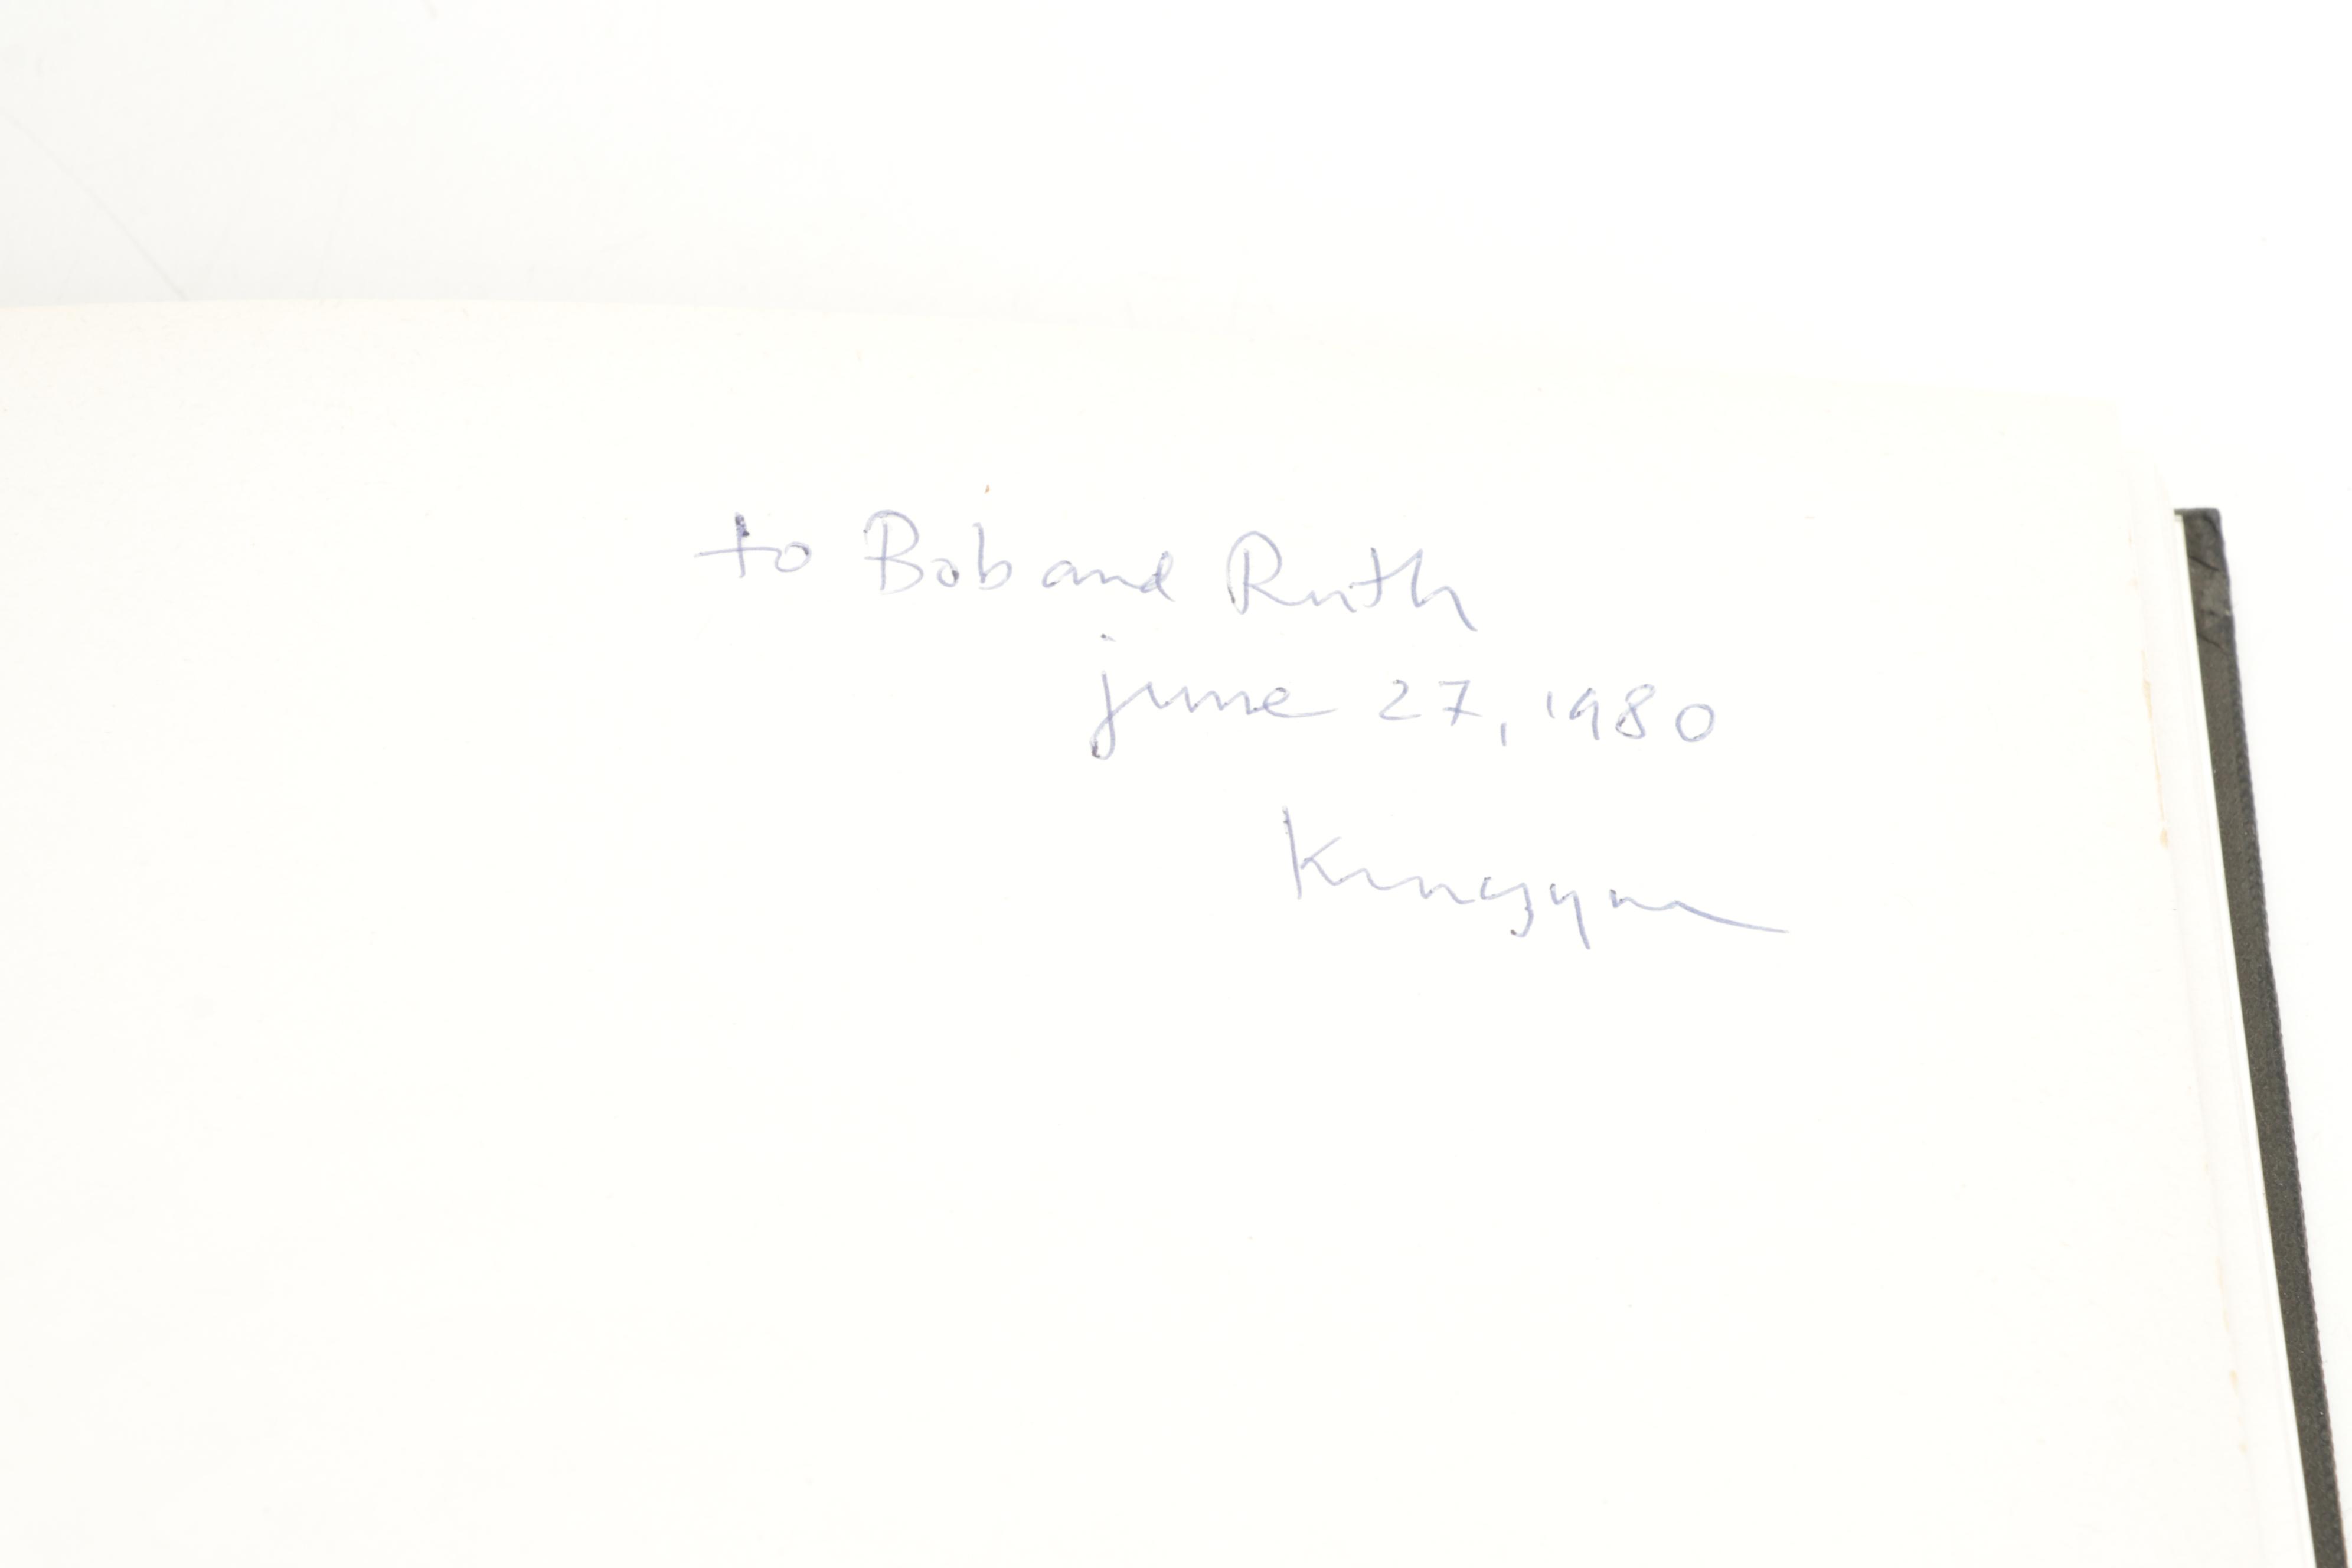 to Bob and Ruth
june 27, 1980